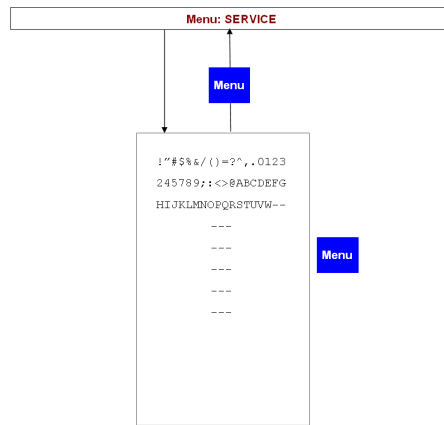 Menu: SERVICE
Menu
!"#$%&/()=?^,.0123
245789;:<>@ABCDEFG
HIJKLMNOPQRSTUVW--
---
---
Menu
---
---
---